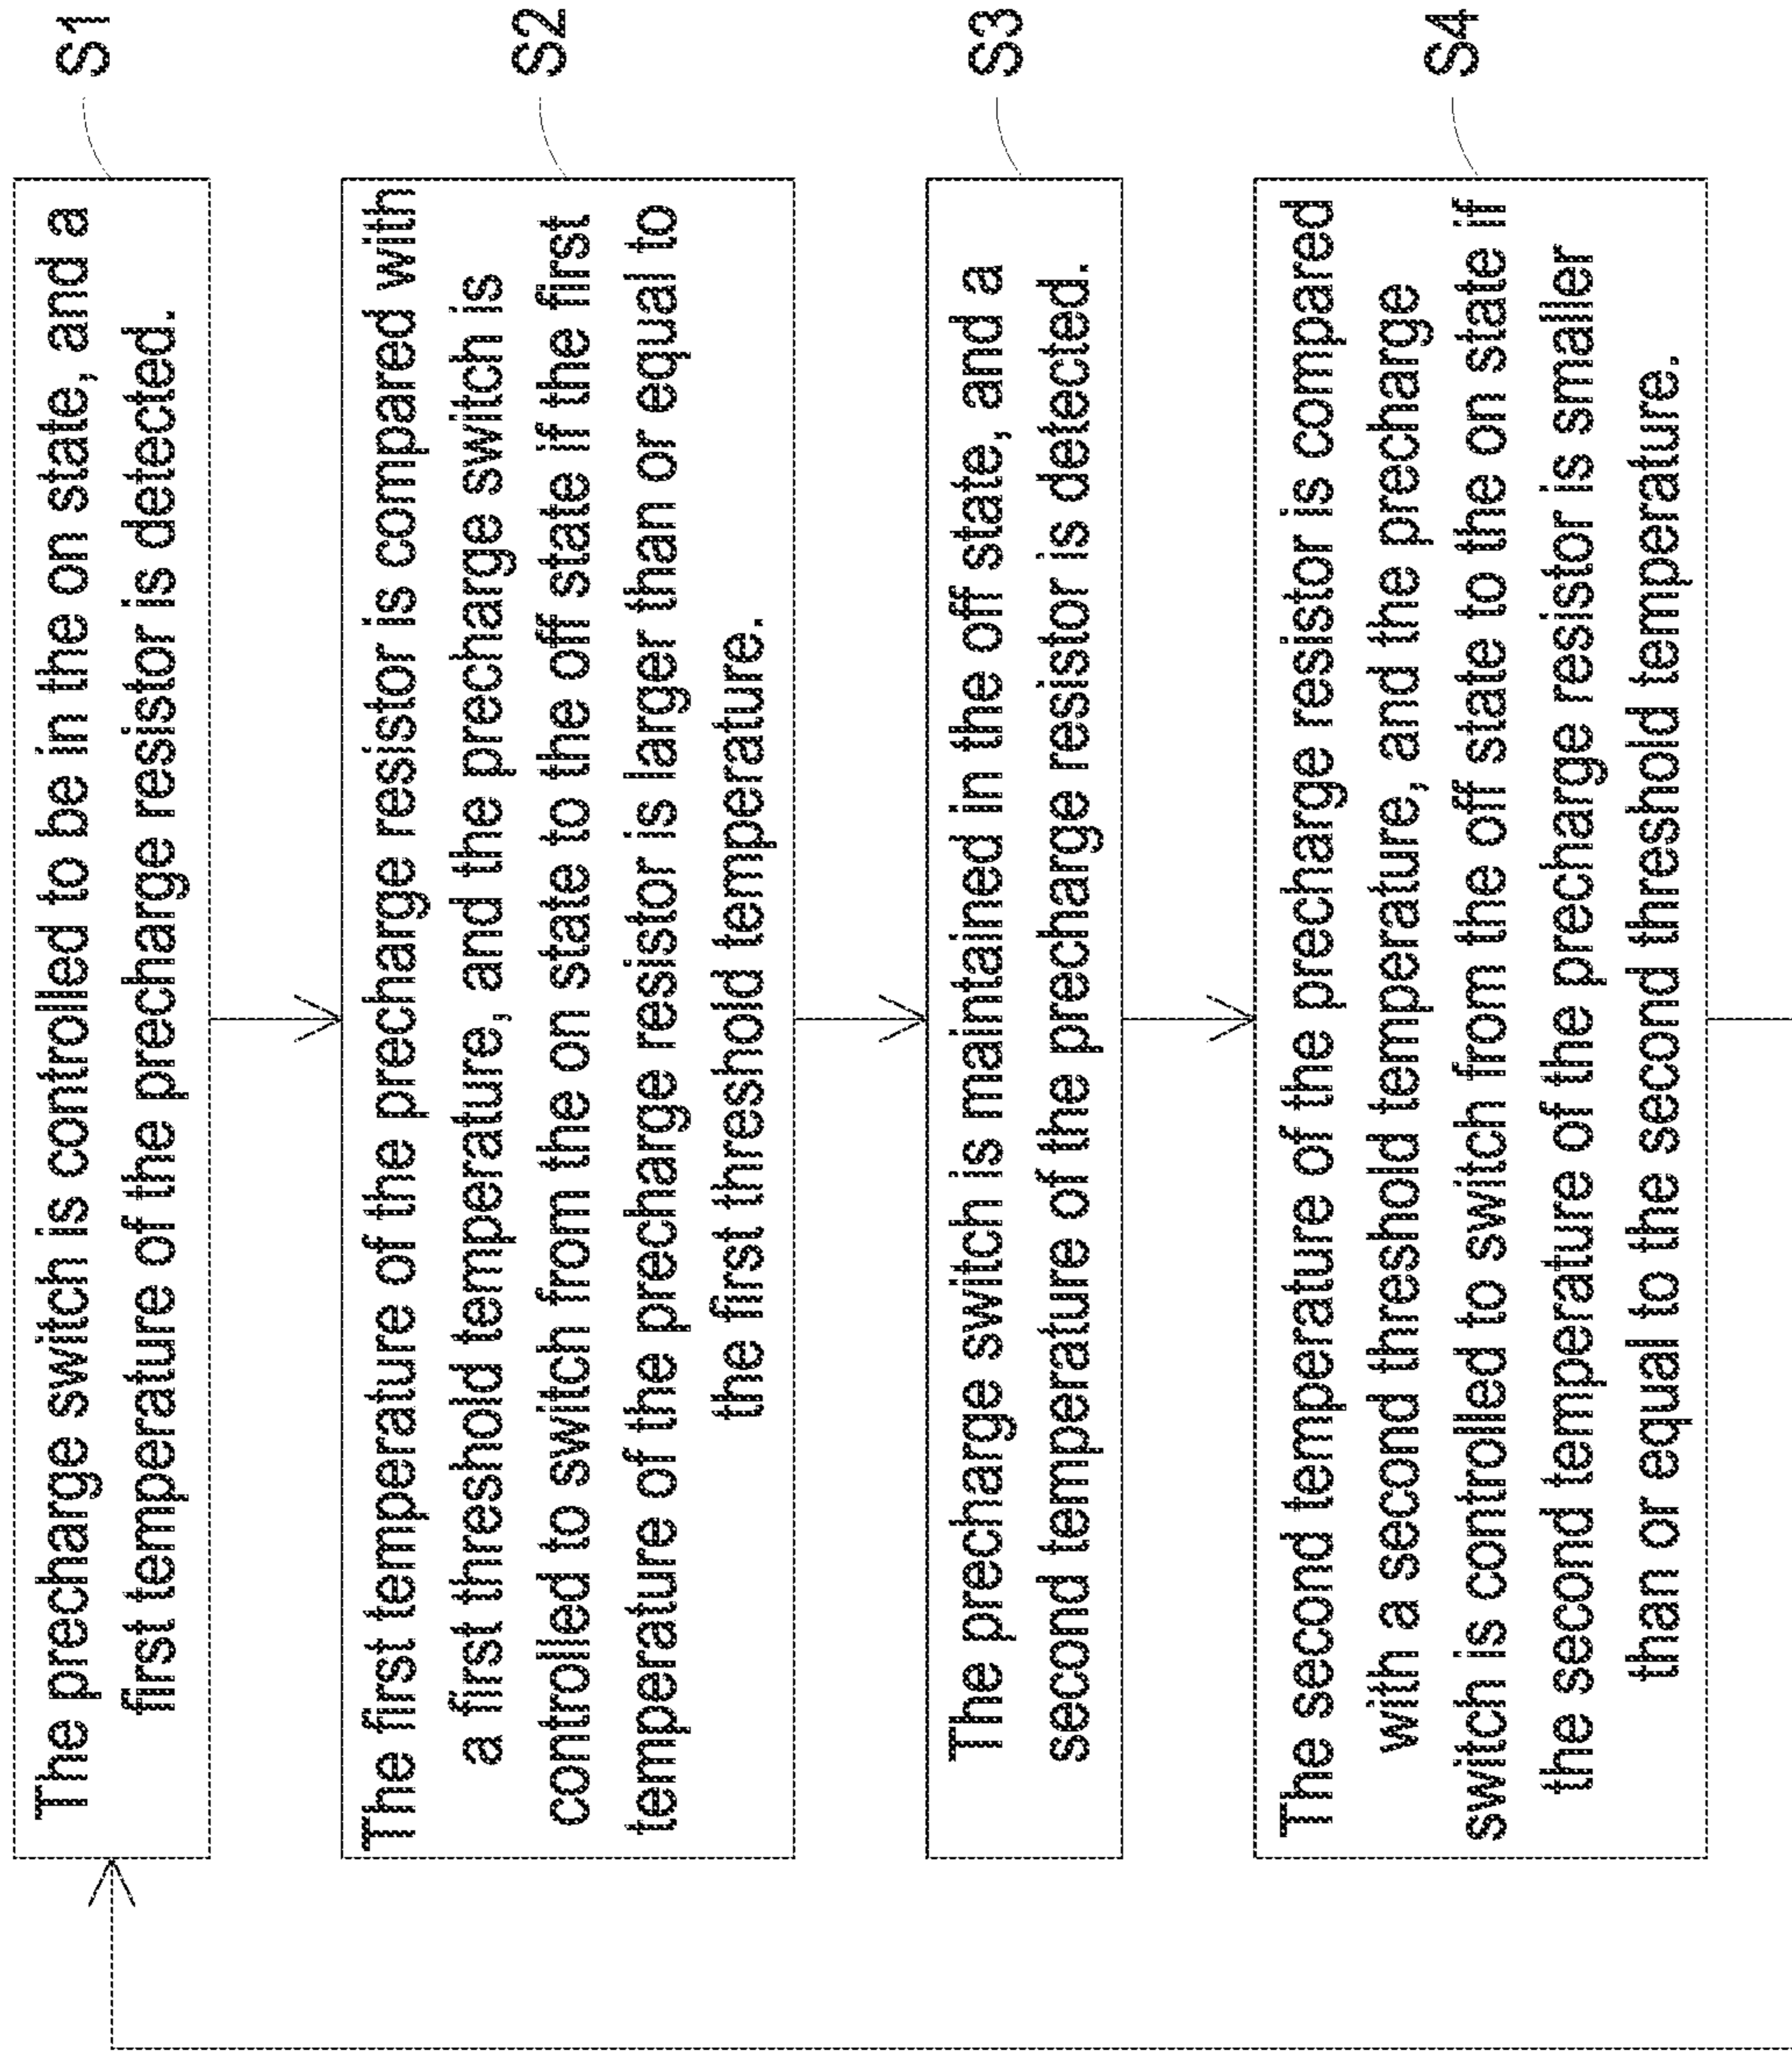 The precharge switch is controlled to be in the on state, and a
first temperature of the precharge resistor is detected.
S1
The first temperature of the precharge resistor is compared with
a first threshold temperature, and the precharge switch is
controlled to switch from the on state to the off state if the first
temperature of the precharge resistor is larger than or equal to
the first threshold temperature.
S2
The precharge switch is maintained in the off state, and a
second temperature of the precharge resistor is detected.
S3
The second temperature of the precharge resistor is compared
with a second threshold temperature, and the precharge
switch is controlled to switch from the off state to the on state if
the second temperature of the precharge resistor is smaller
than or equal to the second threshold temperature.
S4